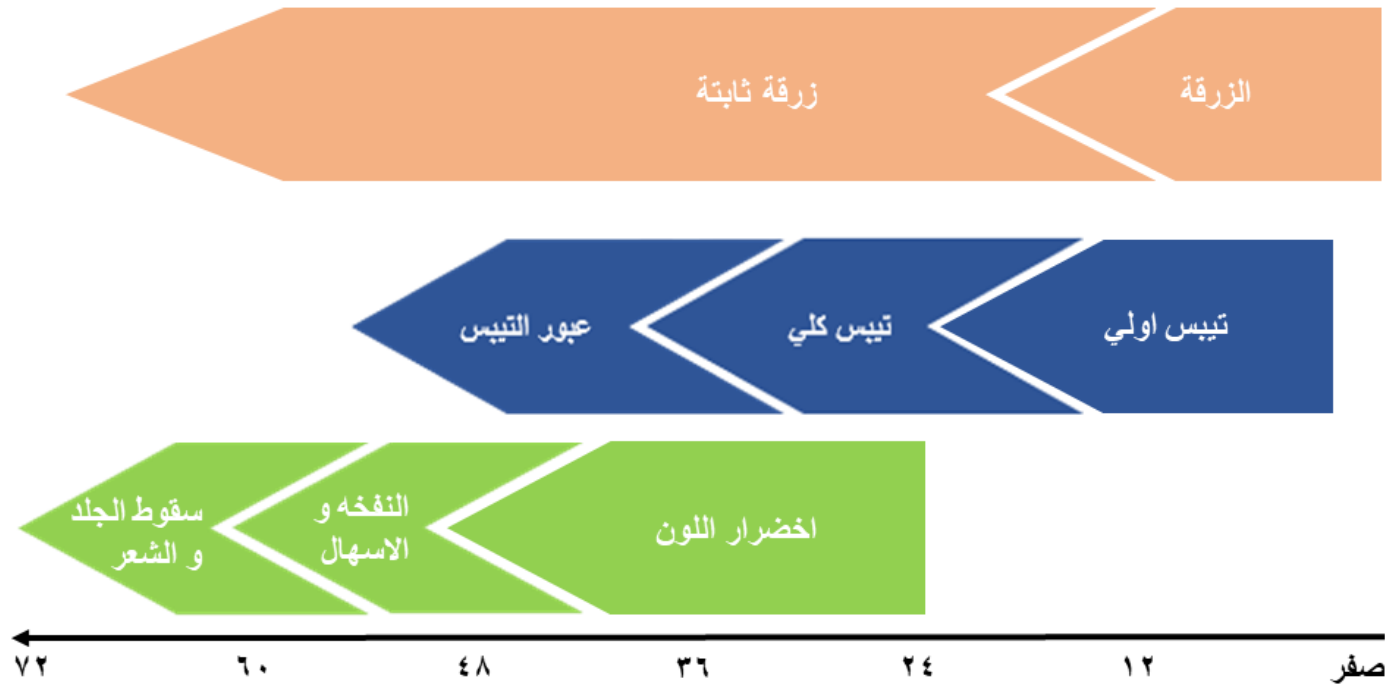 الزرقة
زرقة ثابتة
تيبس اولي
تيبس كلي
عبور التيبس
اخضرار اللون
النفخه و
الاسهال
سقوط الجلد
و الشعر
صفر ١٢ ٢٤ ٣٦ ٤٨ ٦٠ ٧٢